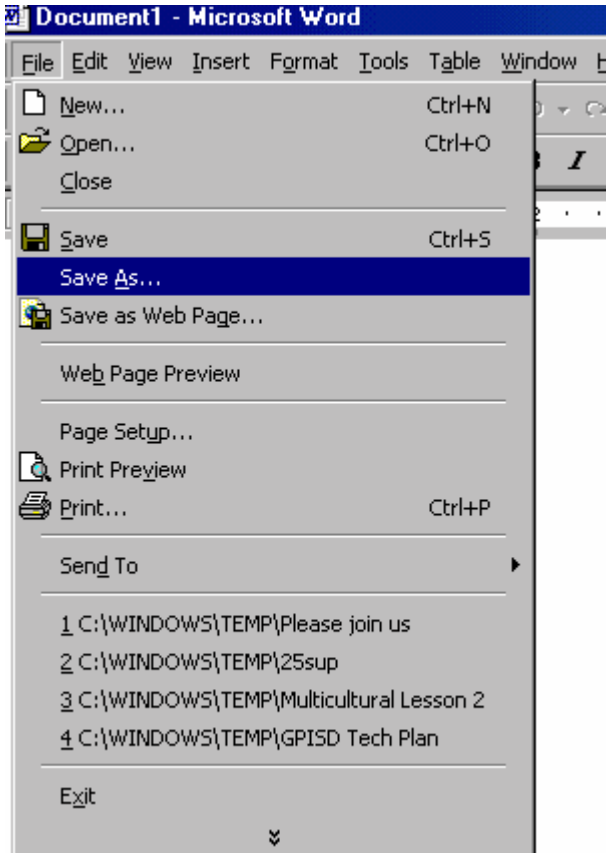 Document1 - Microsoft Word
File Edit View Insert Format Tools Table Window
New... Ctrl+N
Open... Ctrl+O
I
Close
2
Save Ctrl+S
Save As...
Save as Web Page...
Web Page Preview
Page Setup...
Print Preview
Print... Ctrl+P
Send To
1 C:\WINDOWS\TEMP\Please join us
2 C:\WINDOWS\TEMP\25sup
3 C:\WINDOWS\TEMP\Multicultural Lesson 2
4 C:\WINDOWS\TEMP\GPISD Tech Plan
Exit